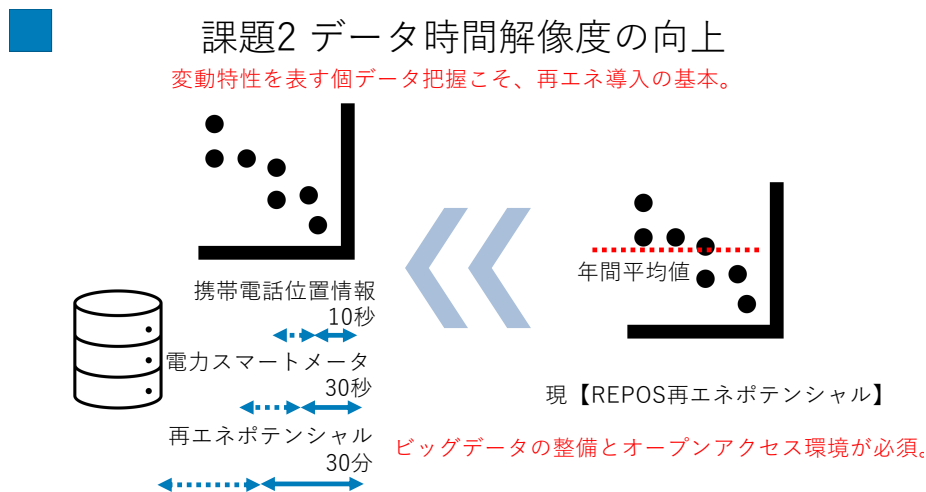 課題2 データ時間解像度の向上
変動特性を表す個データ把握こそ、再エネ導入の基本。
年間平均値
携帯電話位置情報
10秒
電力スマートメータ
30秒
再エネポテンシャル
30分
現【REPOS再エネポテンシャル】
ビッグデータの整備とオープンアクセス環境が必須。